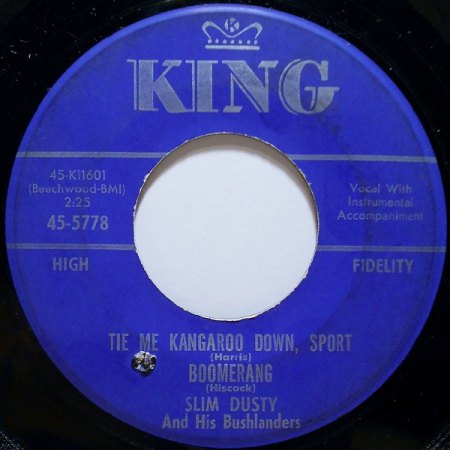 K
KING
45-K11601
(Beechwood-BMI)
2:25
45-5778
Vocal With
Instrumental
Accompaniment
HIGH FIDELITY
TIE ME KANGAROO DOWN, SPORT
(Harris)
BOOMERANG
(Hiscock)
SLIM DUSTY
And His Bushlanders